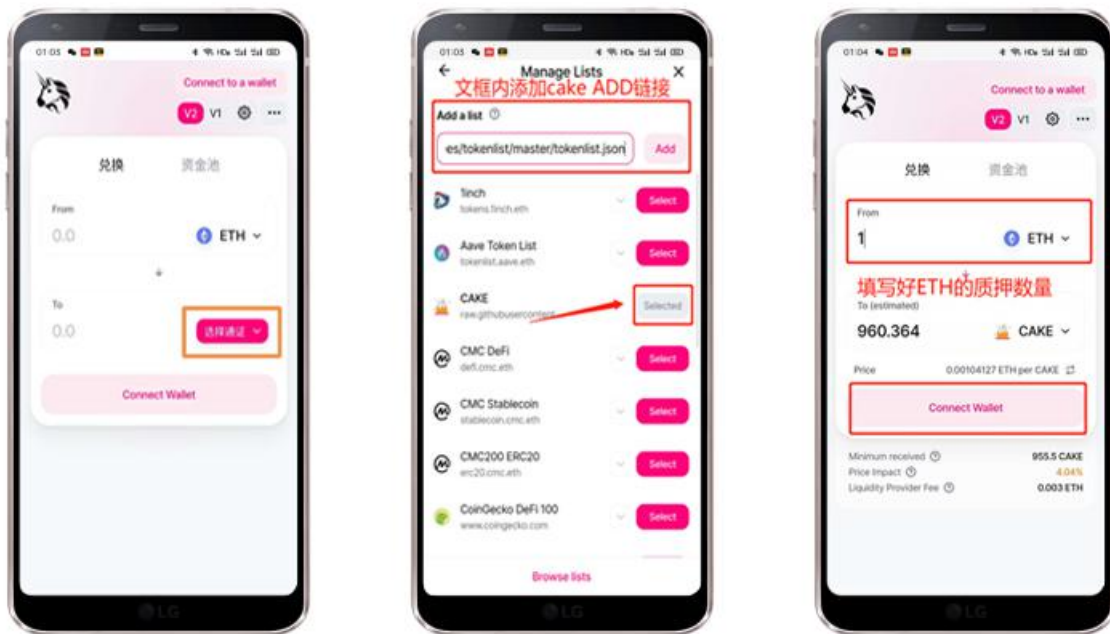 01:03
Connect to a wallet
V2 V1
兑换 资金池
From
0.0 ETH
To
0.0 选择通证
Connect Wallet
LG
01:03
Manage Lists
文框内添加cake ADD链接
Add a list
es/tokenlist/master/tokenlist.json Add
1inch
tokens.1inch.eth
Select
Aave Token List
tokenlist.aave.eth
Select
CAKE
raw.githubusercontent
Selected
CMC DeFi
defi.cmc.eth
Select
CMC Stablecoin
stablecoin.cmc.eth
Select
CMC200 ERC20
erc20.cmc.eth
Select
CoinGecko DeFi 100
www.coingecko.com
Select
Browse lists
LG
01:04
Connect to a wallet
V2 V1
兑换 资金池
From
1 ETH
填写好ETH的质押数量
To (estimated)
960.364 CAKE
Price 0.00104127 ETH per CAKE
Connect Wallet
Minimum received 955.5 CAKE
Price Impact 4.04%
Liquidity Provider Fee 0.003 ETH
LG